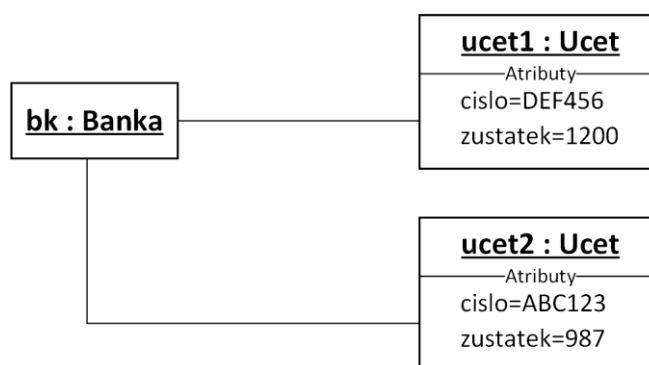 bk : Banka
ucet1 : Ucet
Atributy
cislo=DEF456
zustatek=1200
ucet2 : Ucet
Atributy
cislo=ABC123
zustatek=987